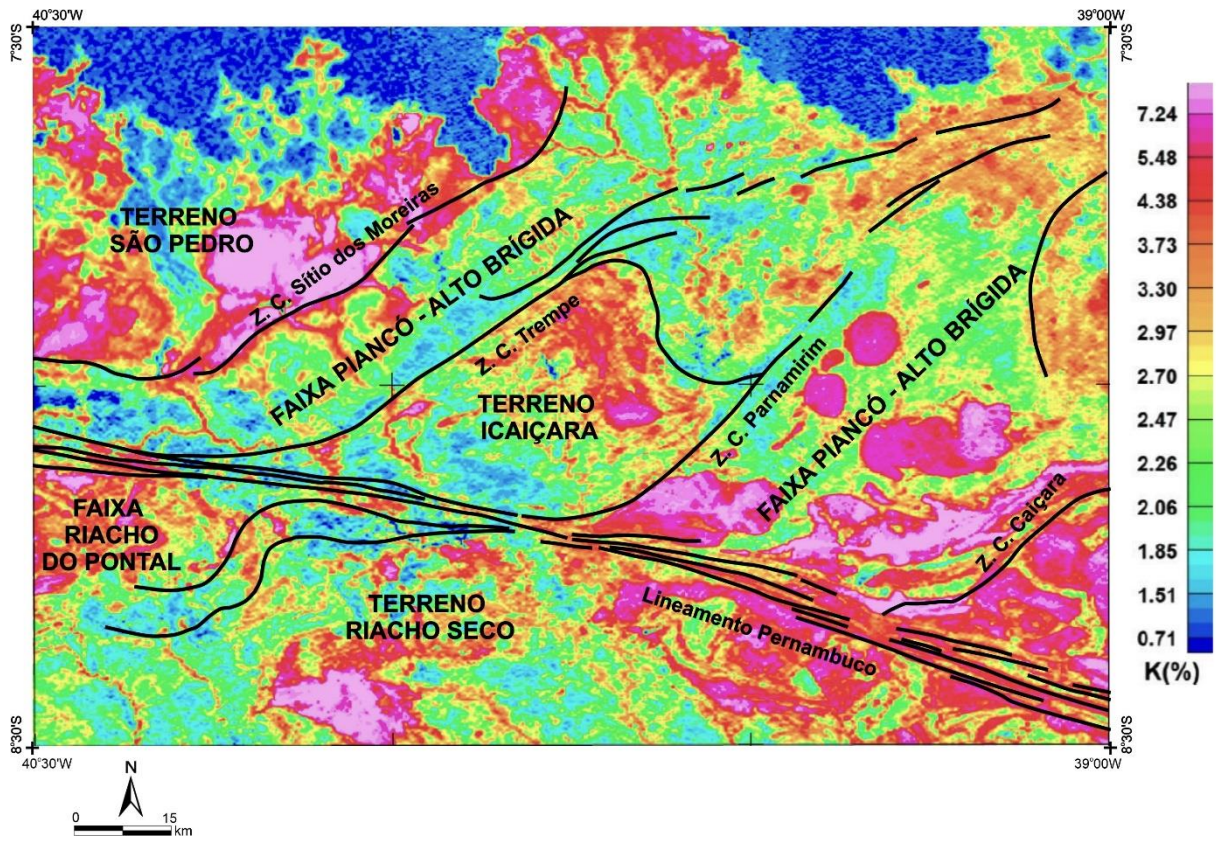 40°30'W
39°00'W
7°30'S
7°30'S
TERRENO
SÃO PEDRO
Z. C. Sítio dos Moreiras
FAIXA PIANCÓ - ALTO BRÍGIDA
Z. C. Trempe
TERRENO
ICAIÇARA
Z. C. Parnamirim
FAIXA PIANCÓ - ALTO BRÍGIDA
Z. C. Caiçara
FAIXA
RIACHO
DO PONTAL
TERRENO
RIACHO SECO
Lineamento Pernambuco
7.24
5.48
4.38
3.73
3.30
2.97
2.70
2.47
2.26
2.06
1.85
1.51
0.71
K(%)
8°30'S
8°30'S
40°30'W
39°00'W
N
0 15
km